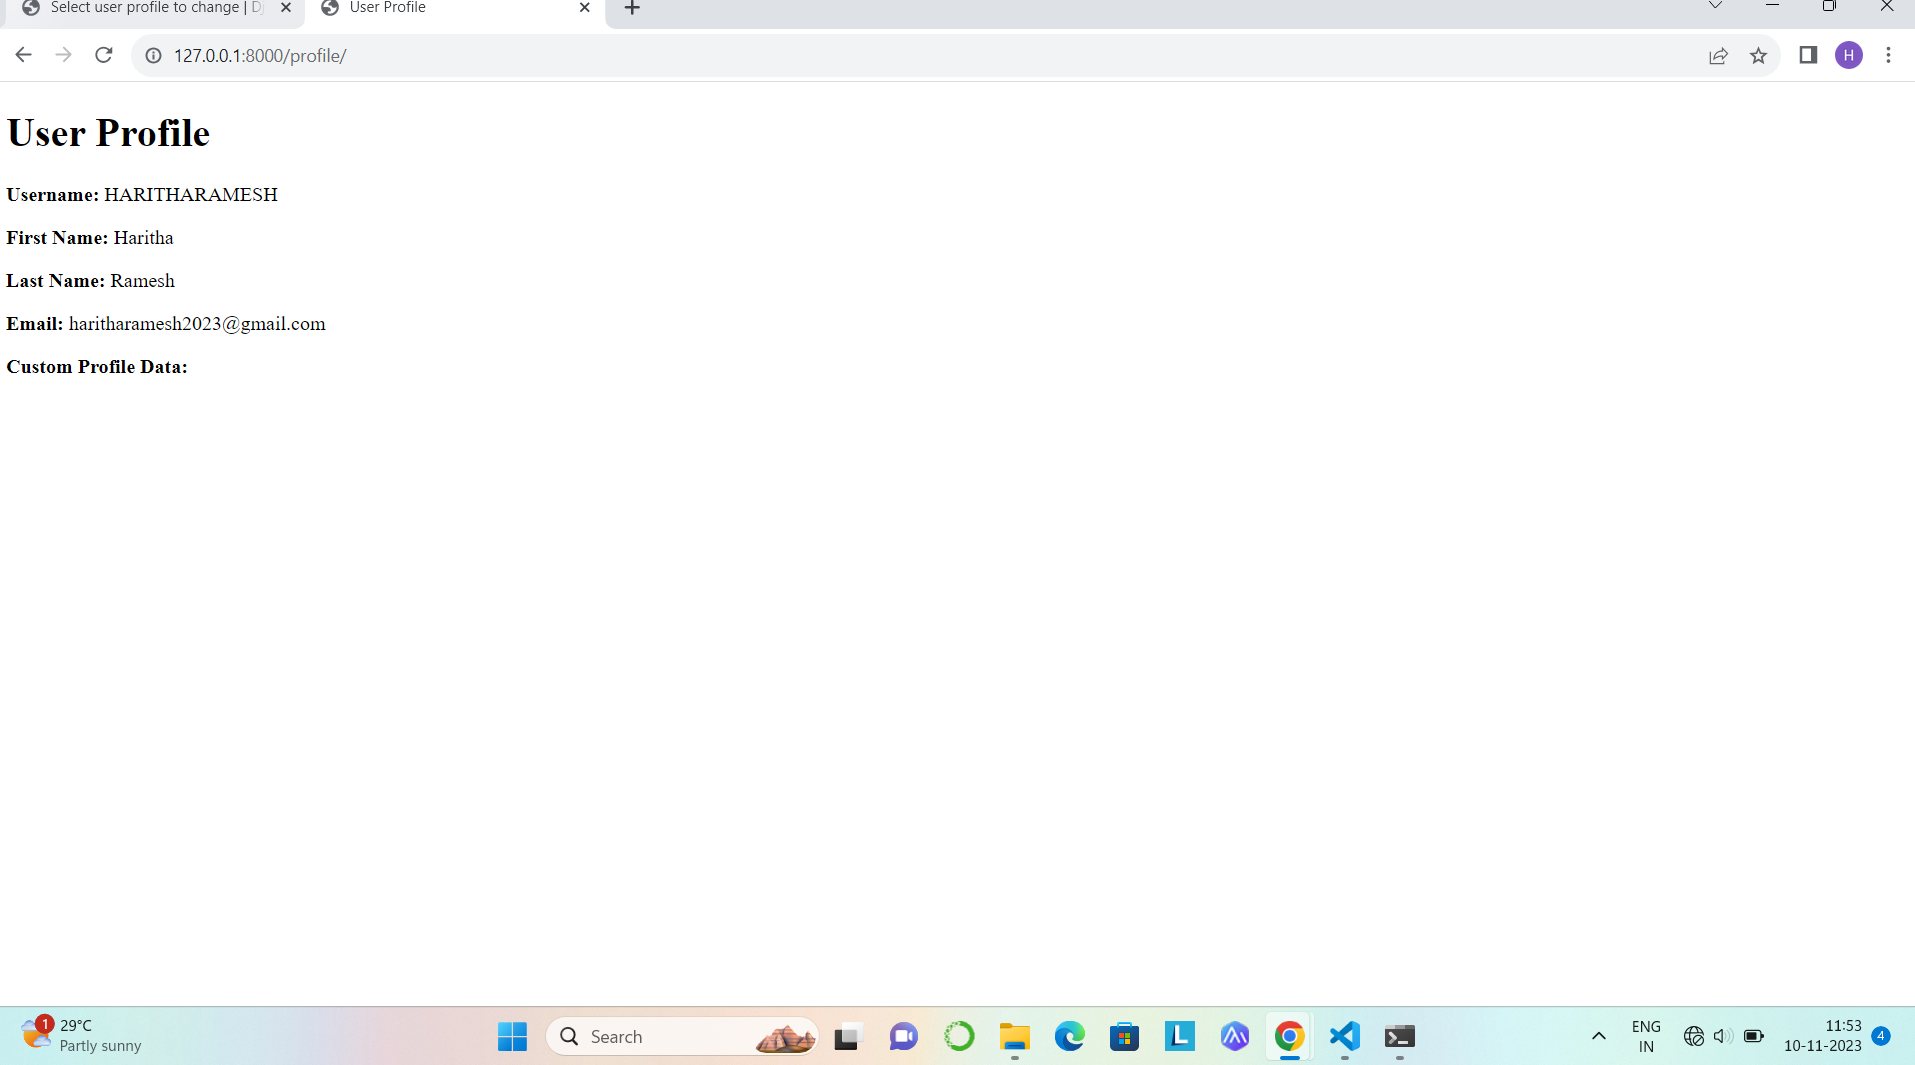 Select user profile to change | Dj
User Profile
127.0.0.1:8000/profile/
H
User Profile
Username: HARITHARAMESH
First Name: Haritha
Last Name: Ramesh
Email: haritharamesh2023@gmail.com
Custom Profile Data:
1
29°C
Partly sunny
Search
L
ENG
IN
11:53
10-11-2023
4